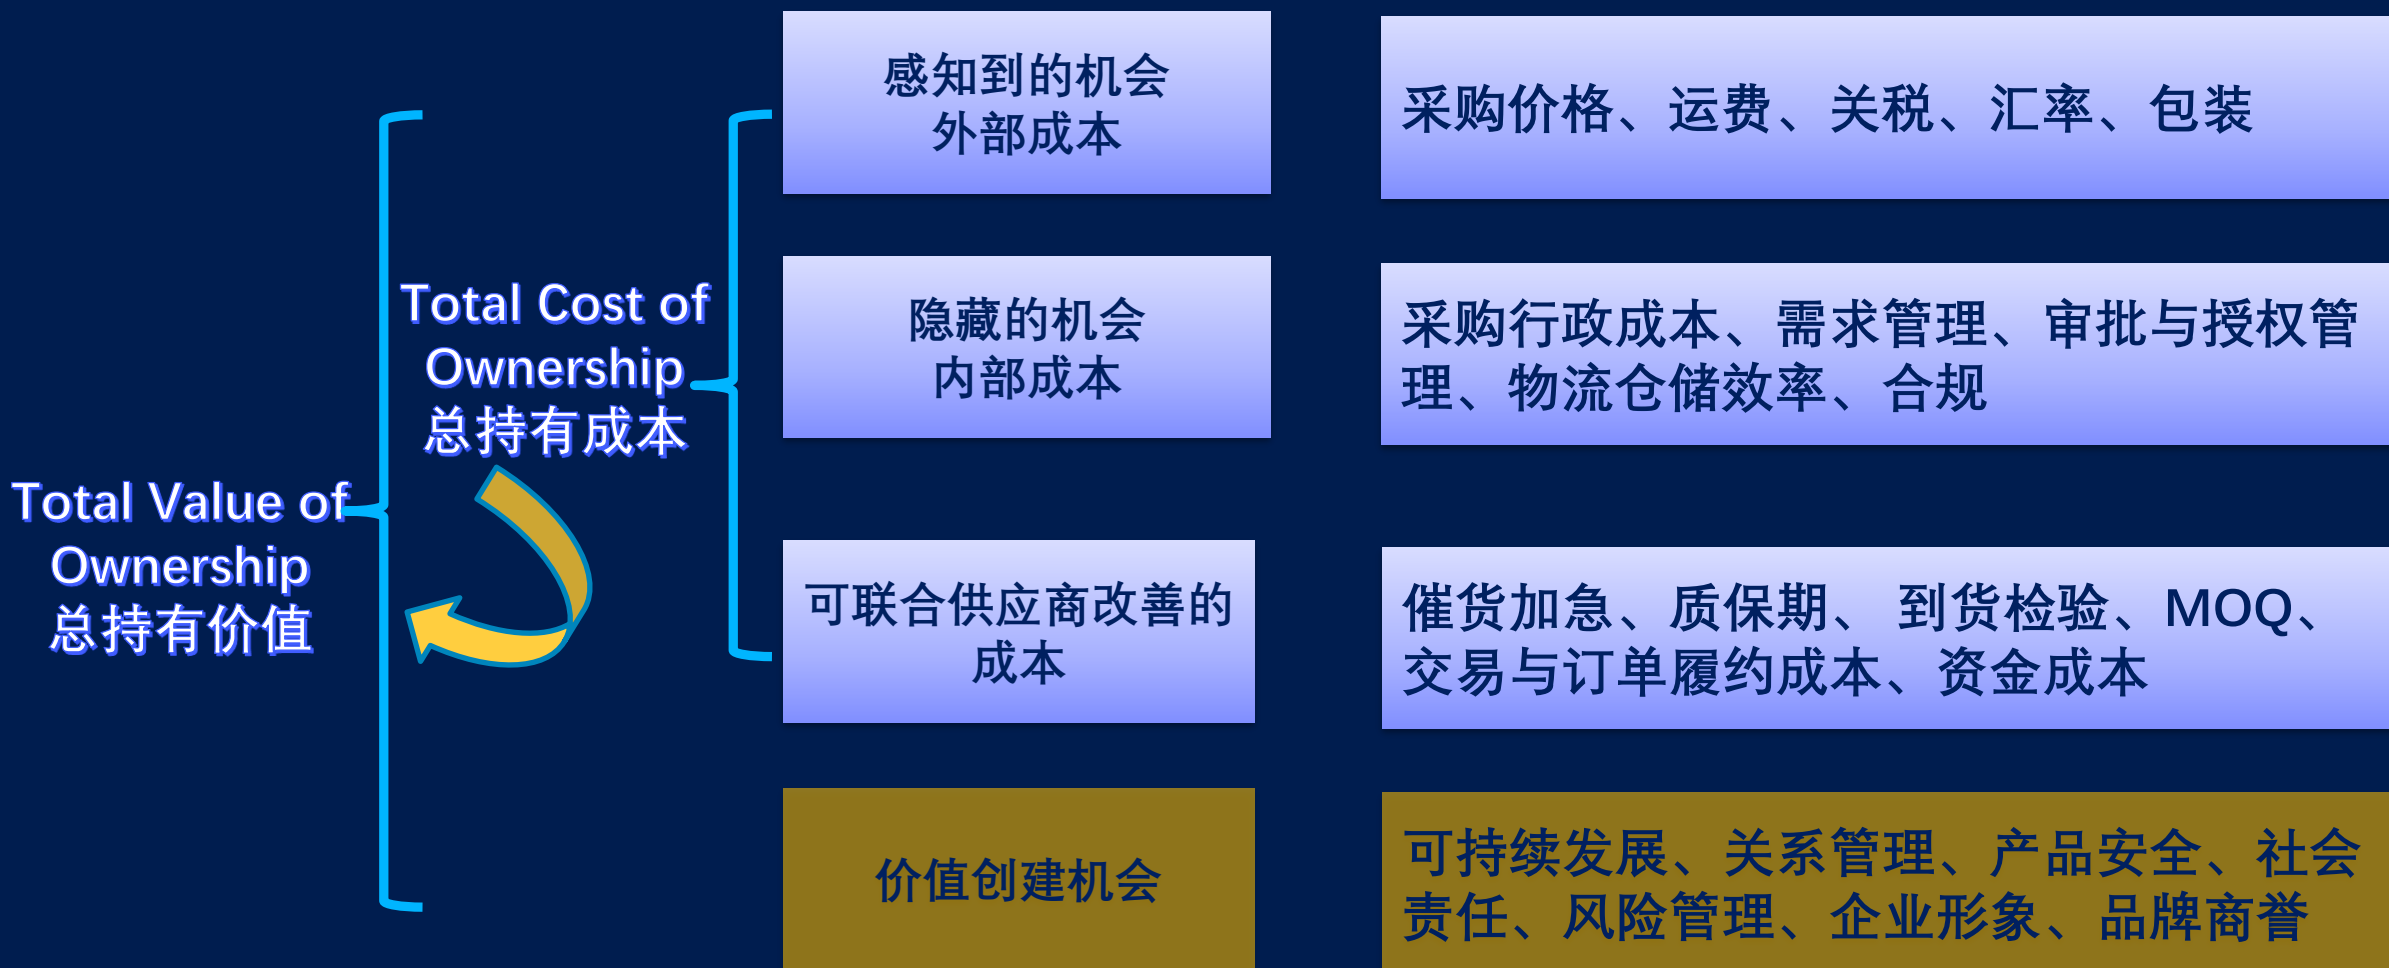 感知到的机会
外部成本
采购价格、运费、关税、汇率、包装
Total Cost of
Ownership
总持有成本
隐藏的机会
内部成本
采购行政成本、需求管理、审批与授权管
理、物流仓储效率、合规
Total Value of
Ownership
总持有价值
可联合供应商改善的
成本
催货加急、质保期、 到货检验、MOQ、
交易与订单履约成本、资金成本
价值创建机会
可持续发展、关系管理、产品安全、社会
责任、风险管理、企业形象、品牌商誉